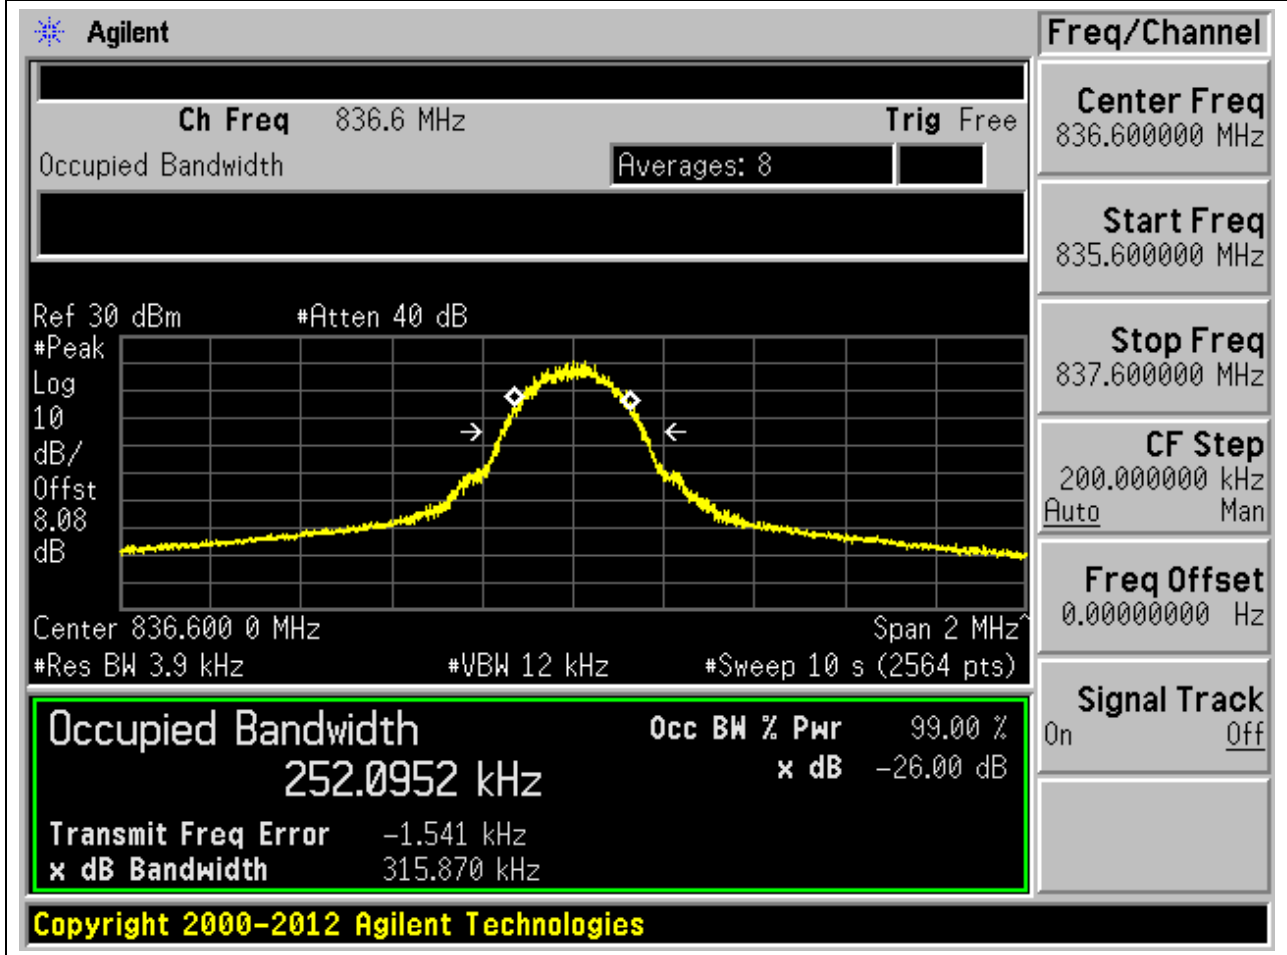 Agilent
Freq/Channel
Ch Freq 836.6 MHz Trig Free
Occupied Bandwidth Averages: 8
Center Freq
836.600000 MHz
Start Freq
835.600000 MHz
Stop Freq
837.600000 MHz
CF Step
200.000000 kHz
Auto Man
Freq Offset
0.00000000 Hz
Signal Track
On Off
Ref 30 dBm #Atten 40 dB
#Peak
Log
10
dB/
Offst
8.08
dB
Center 836.600 0 MHz Span 2 MHz^
#Res BW 3.9 kHz #VBW 12 kHz #Sweep 10 s (2564 pts)
Occupied Bandwidth Occ BW % Pwr 99.00 %
252.0952 kHz x dB -26.00 dB
Transmit Freq Error -1.541 kHz
x dB Bandwidth 315.870 kHz
Copyright 2000-2012 Agilent Technologies